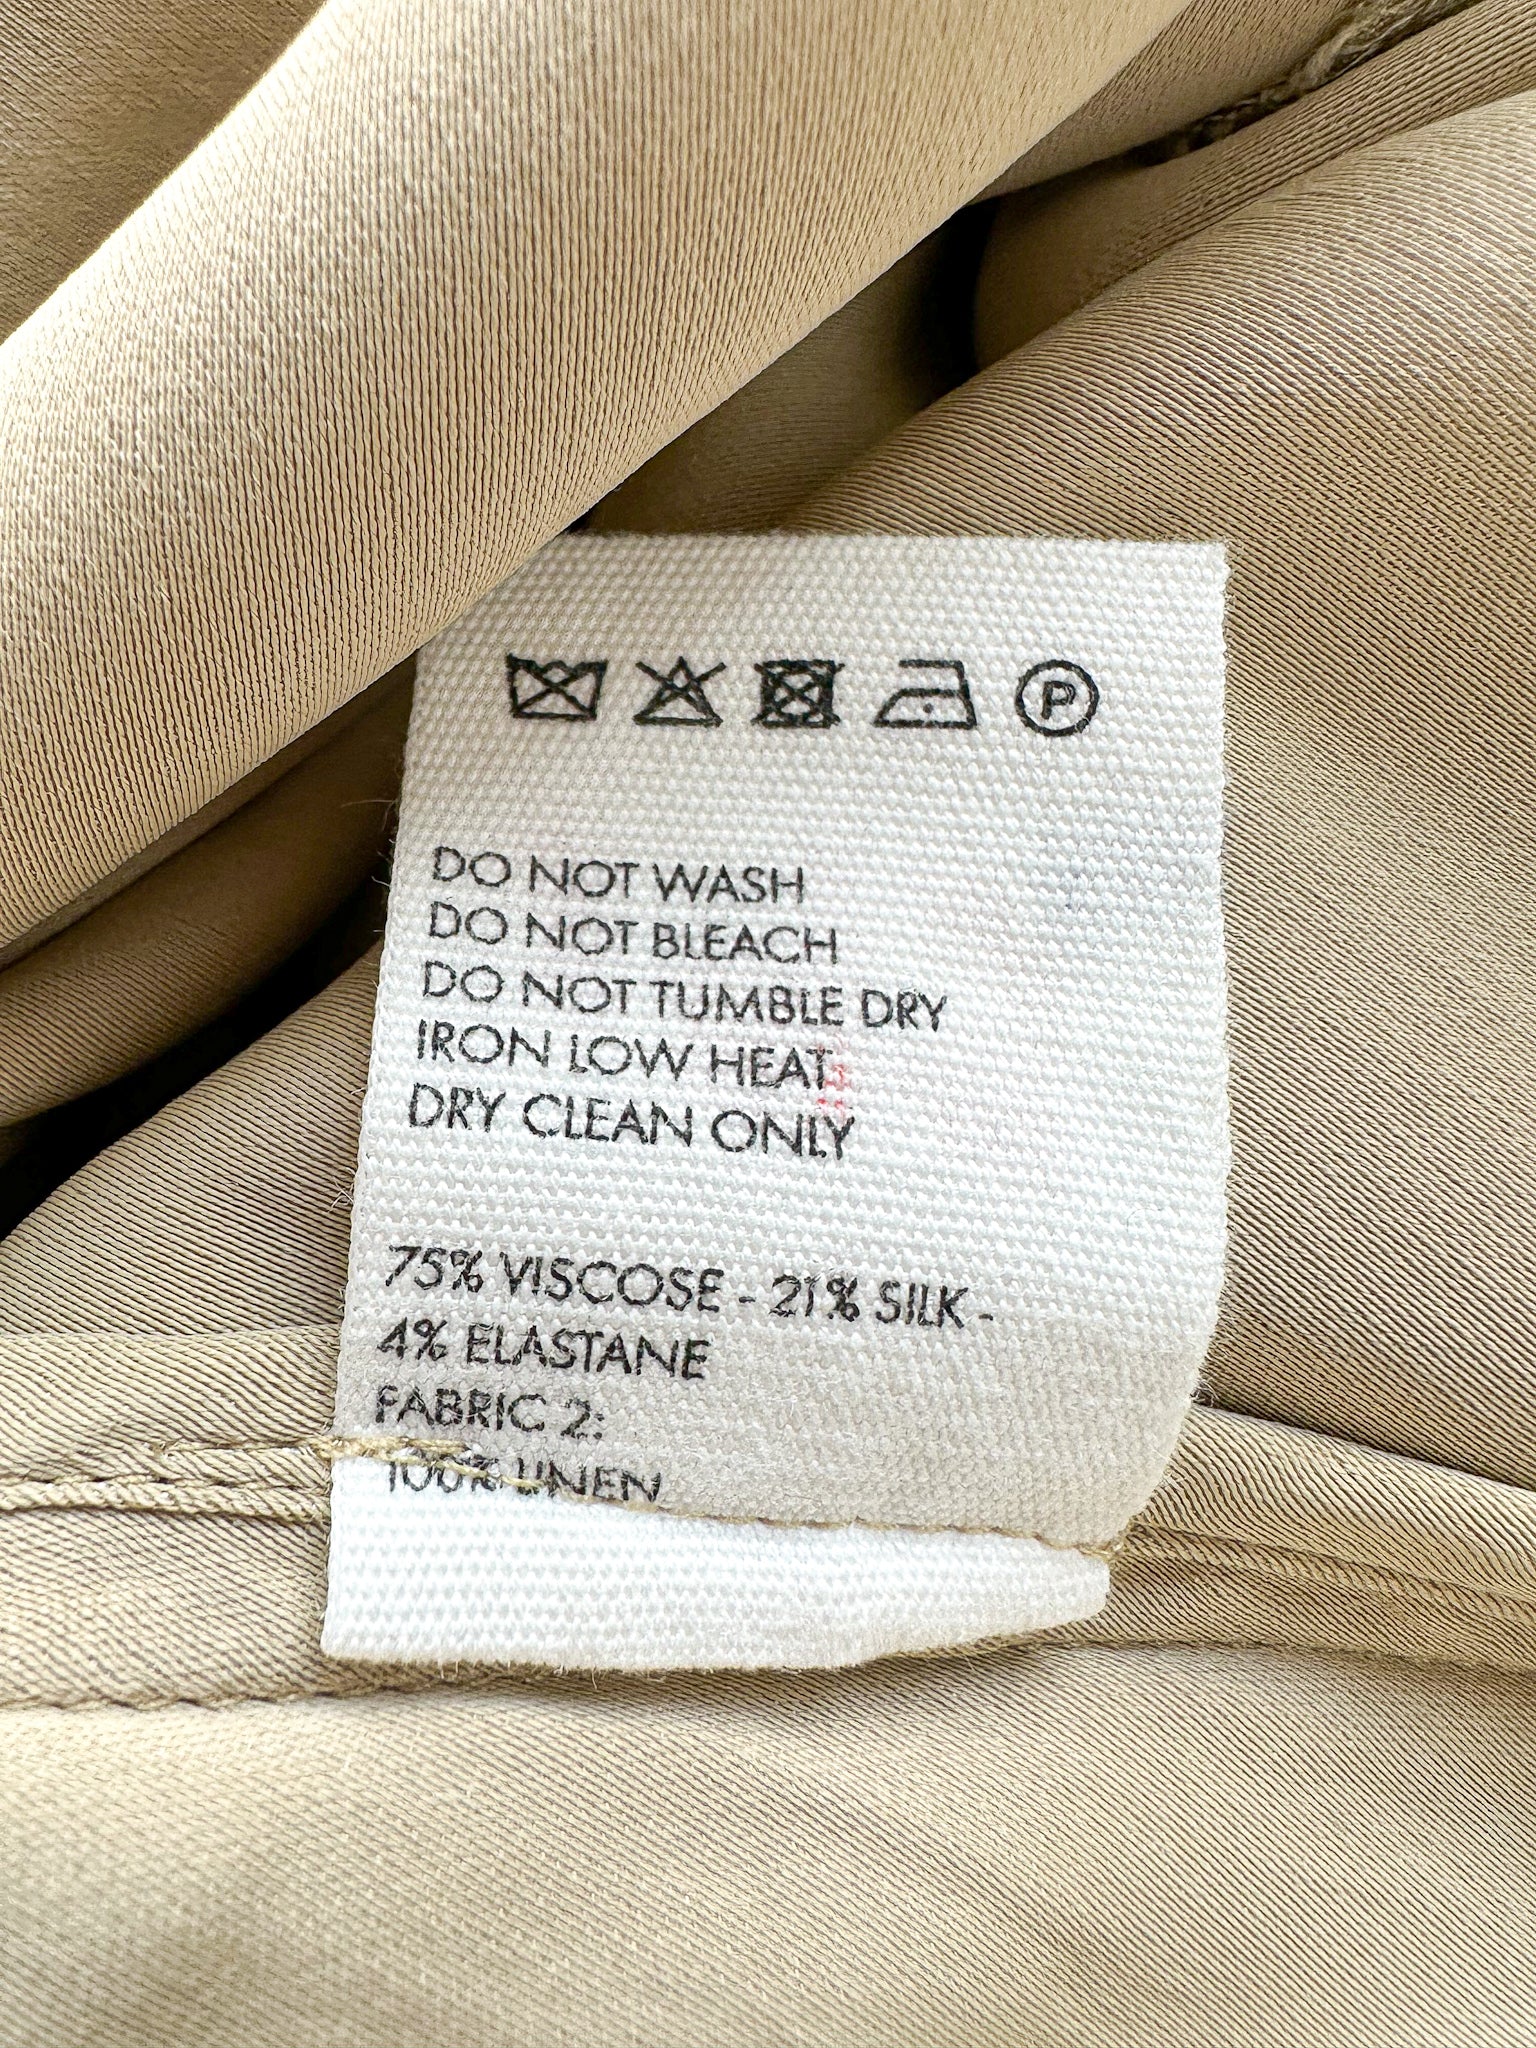 P
DO NOT WASH
DO NOT BLEACH
DO NOT TUMBLE DRY
IRON LOW HEAT
DRY CLEAN ONLY
75% VISCOSE - 21% SILK -
4% ELASTANE
FABRIC 2:
100% LINEN